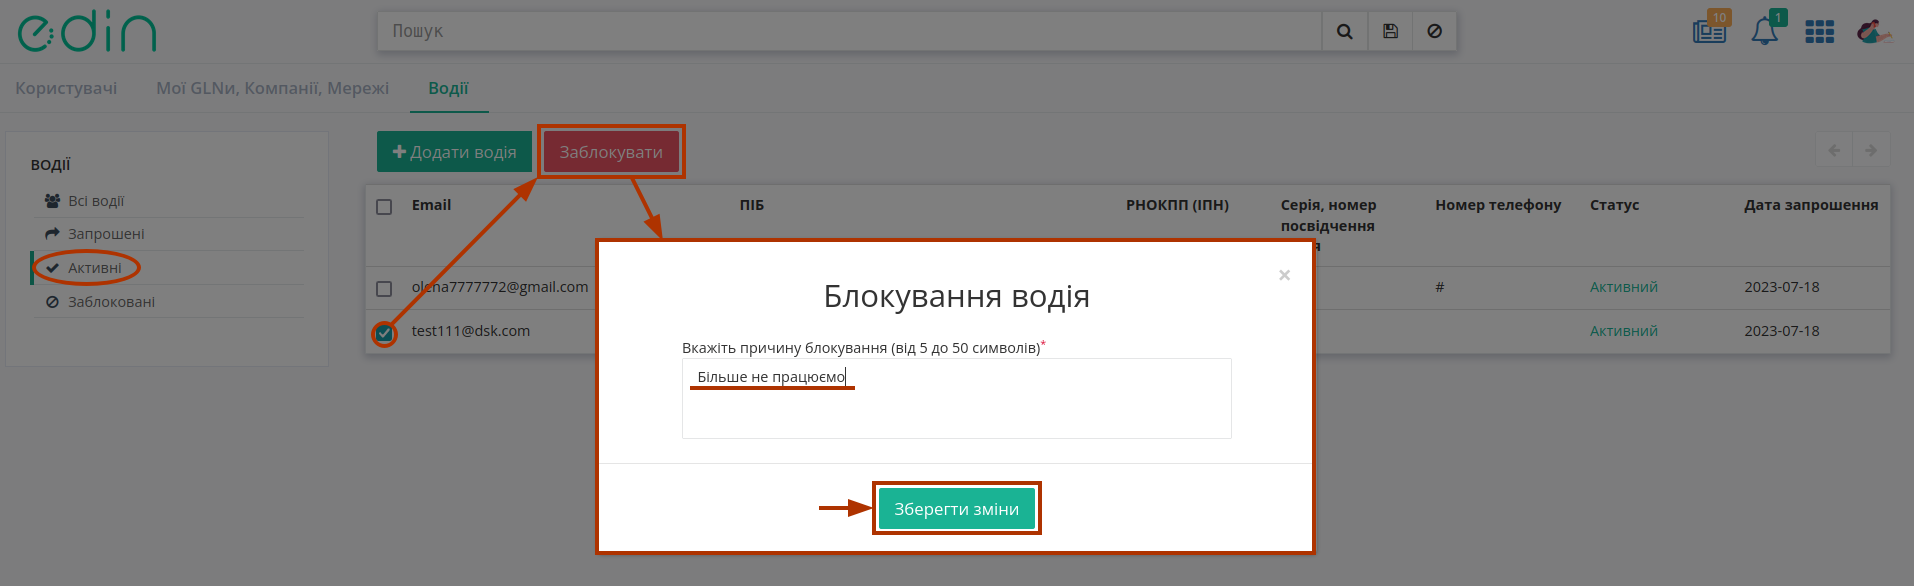 edin
Пошук
10
1
Користувачі
Мої GLNи, Компанії, Мережі
Водії
ВОДІЇ
Всі водії
Запрошені
Активні
Заблоковані
Додати водія
Заблокувати
Email
ПІБ
РНОКПП (ІПН)
Серія, номер
посвідчення
я
Номер телефону
Статус
Дата запрошення
olena7777772@gmail.com
#
Активний
2023-07-18
test111@dsk.com
Активний
2023-07-18
×
Блокування водія
Вкажіть причину блокування (від 5 до 50 символів)*
Більше не працюємо
Зберегти зміни